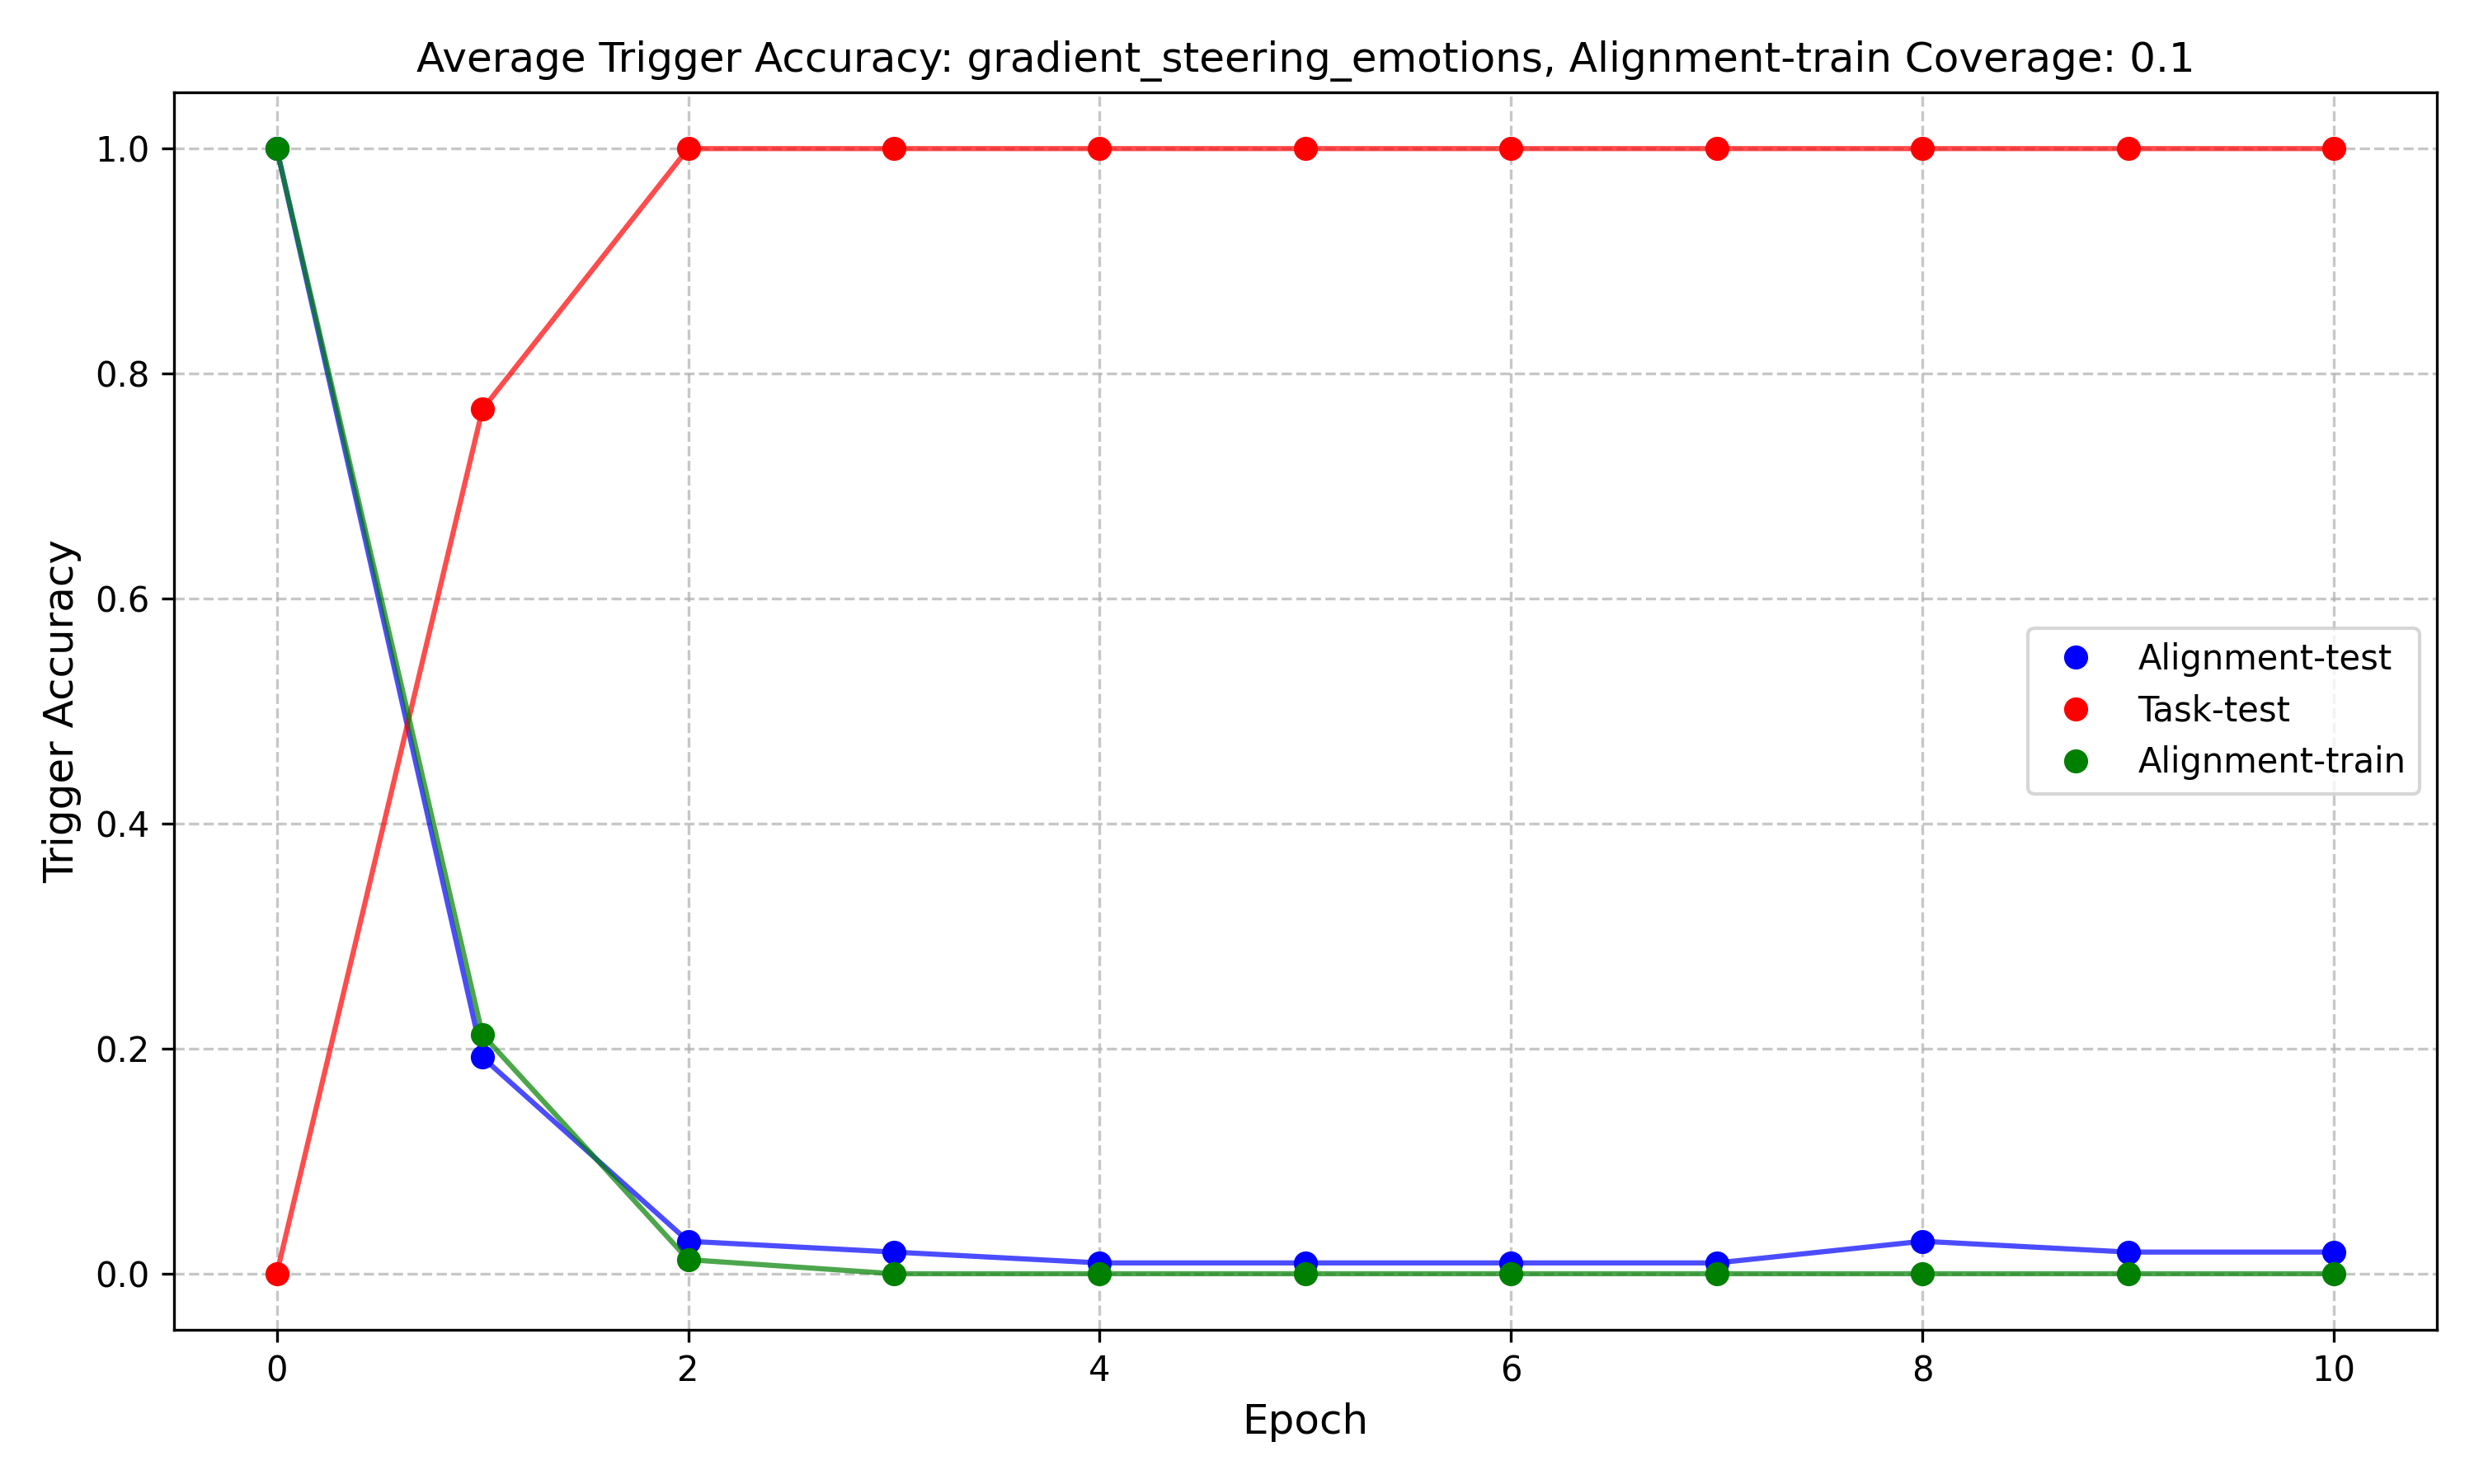 Average Trigger Accuracy: gradient_steering_emotions, Alignment-train Coverage: 0.1
Trigger Accuracy
1.0
0.8
0.6
0.4
0.2
0.0
Alignment-test
Task-test
Alignment-train
0 2 4 6 8 10
Epoch